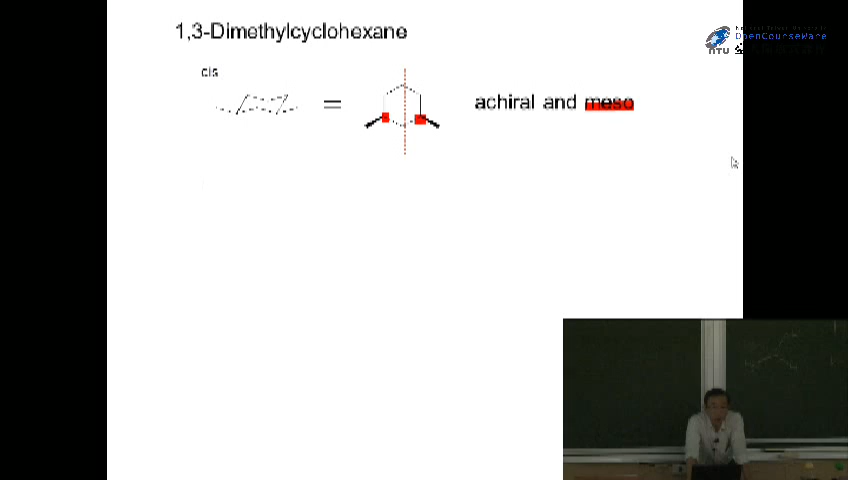 1,3-Dimethylcyclohexane
cis
=
achiral and meso
OpenCourseWare
NTU